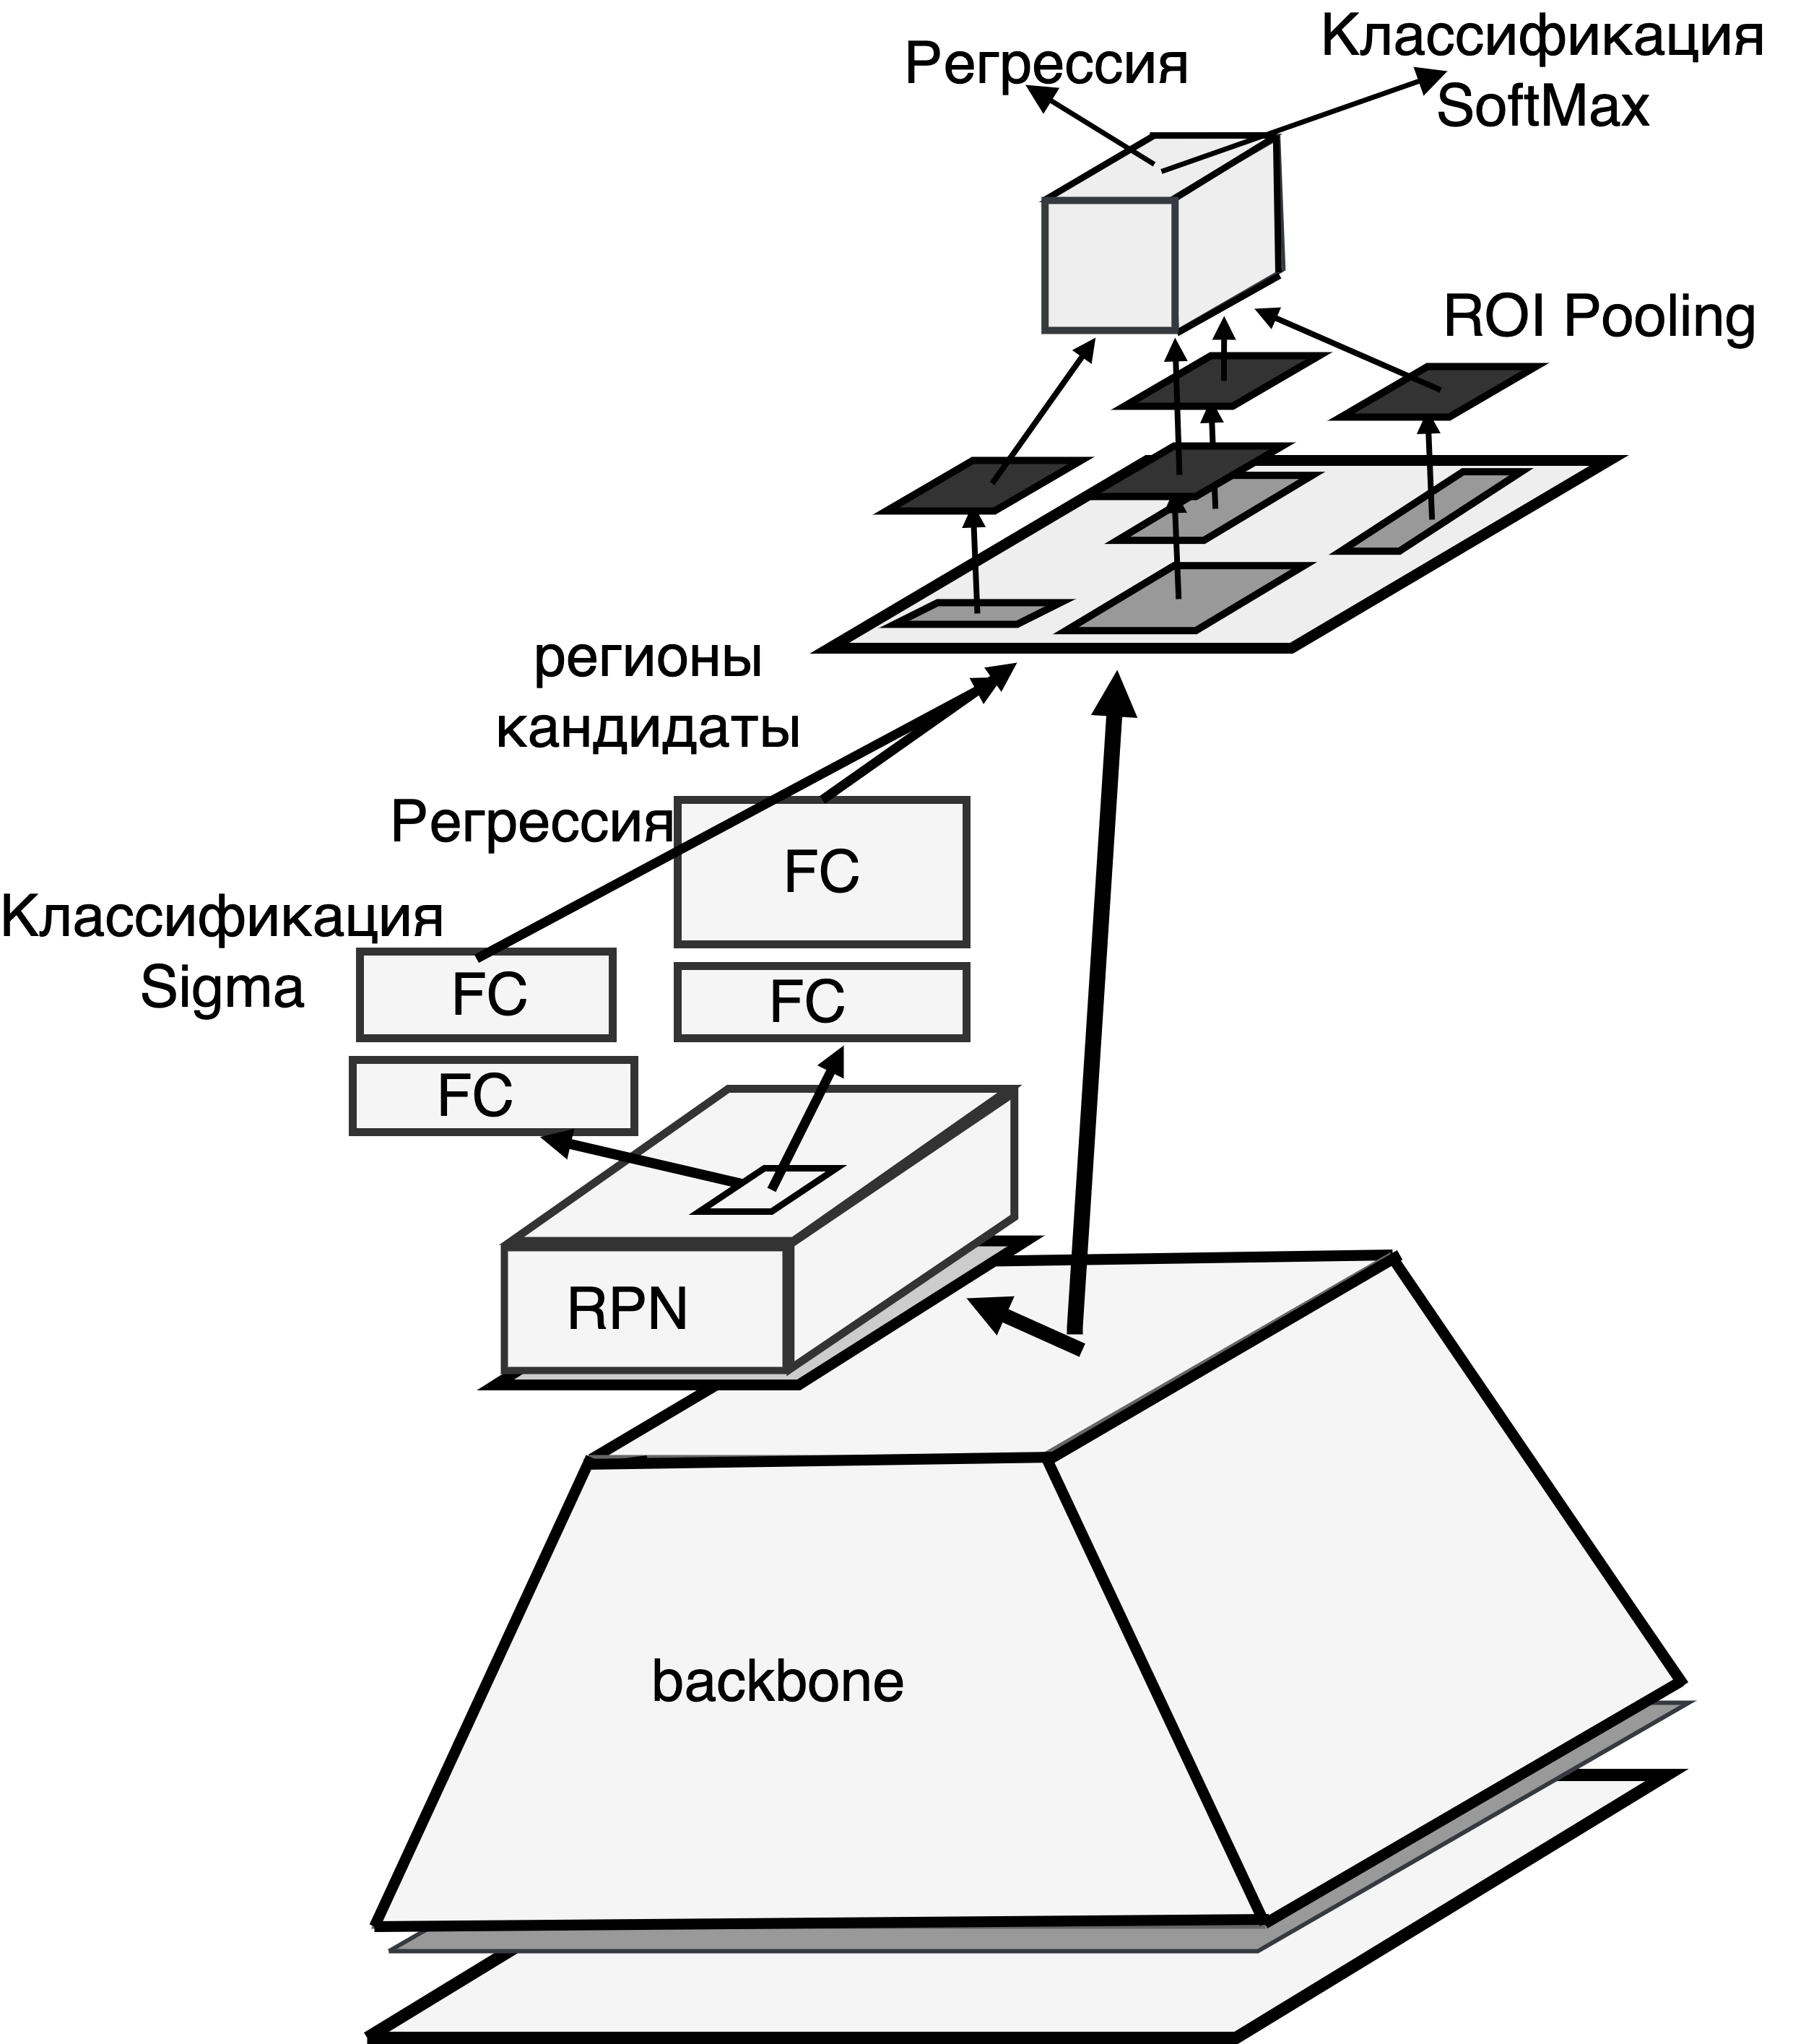 Регрессия
Классификация
SoftMax
ROI Pooling
регионы
кандидаты
Регрессия
FC
Классификация
Sigma
FC
FC
FC
RPN
backbone